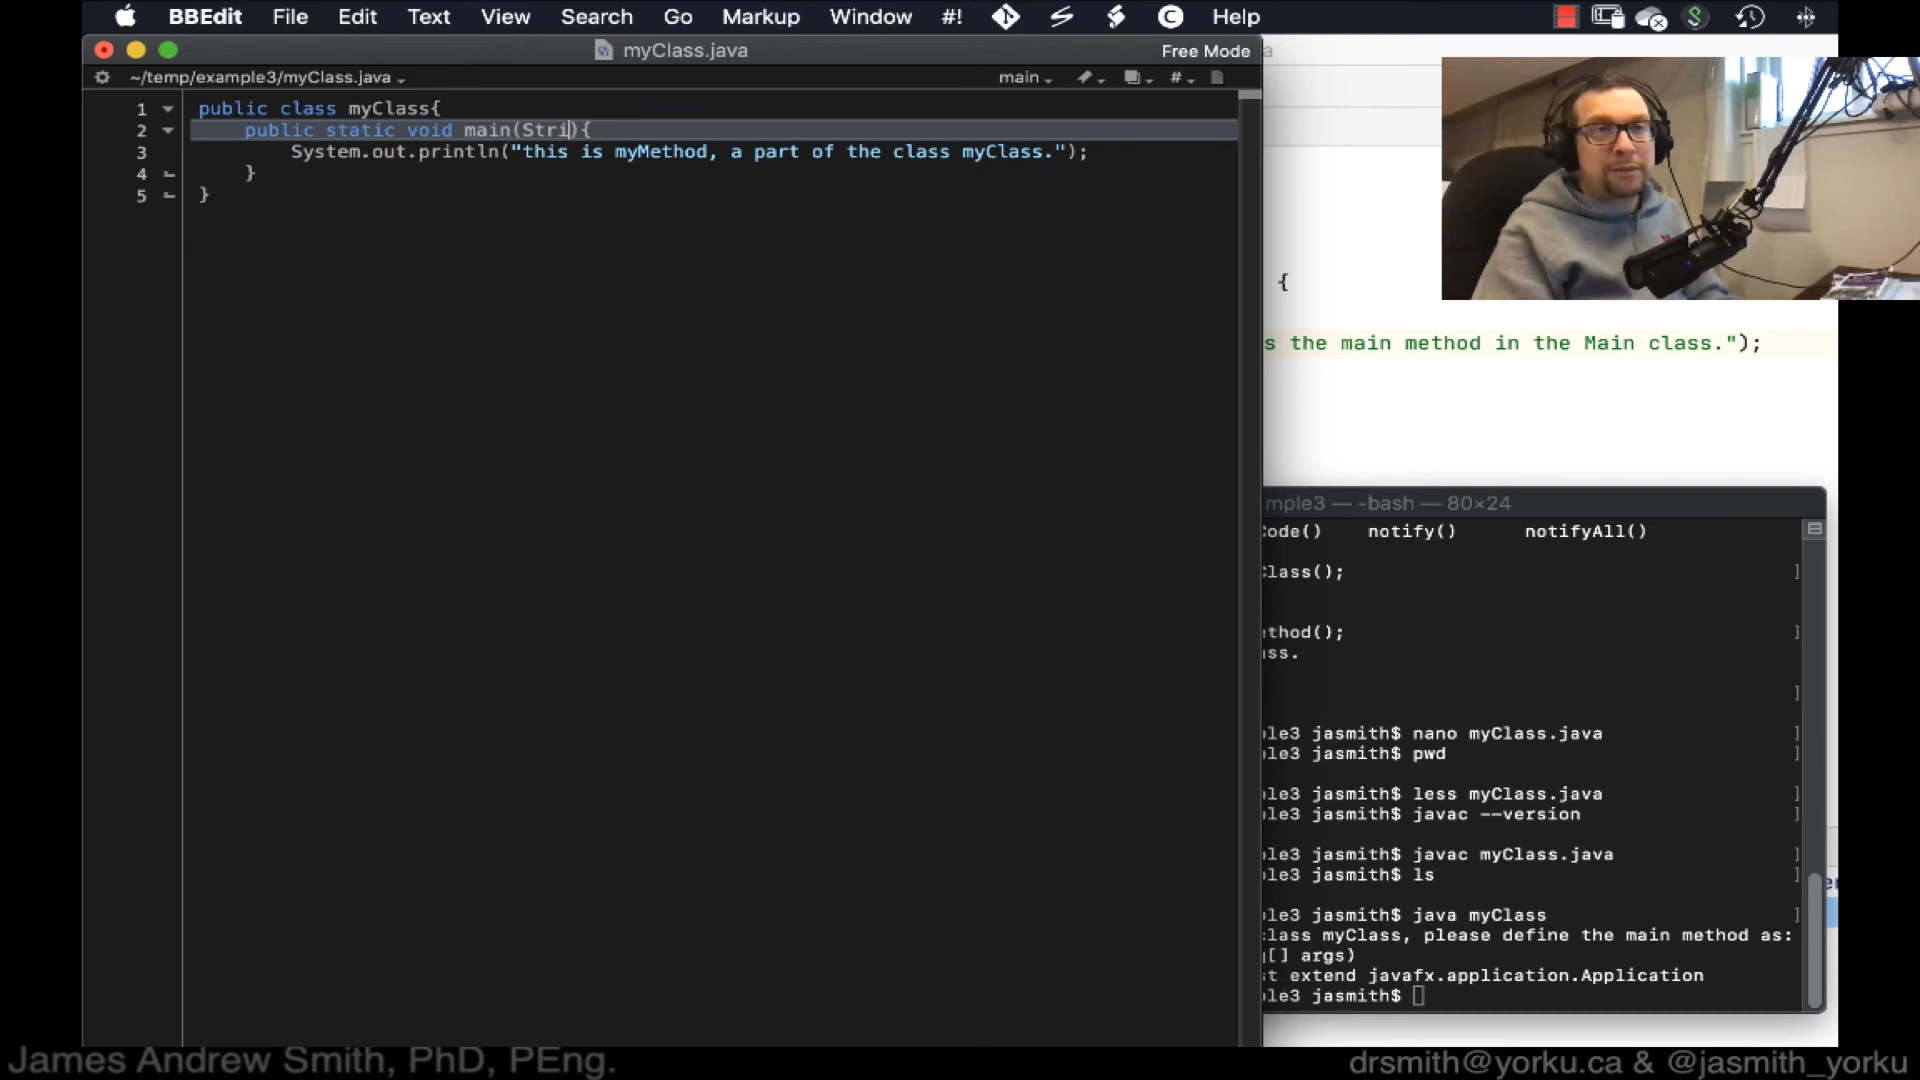 BBEdit File Edit Text View Search Go Markup Window #! Help
myClass.java
Free Mode
~/temp/example3/myClass.java
main
#
1 public class myClass{
2 public static void main(Stri){
3 System.out.println("this is myMethod, a part of the class myClass.");
4 }
5 }
{
s the main method in the Main class.");
mple3 — -bash — 80×24
Code() notify() notifyAll()
Class();
ethod();
ass.
le3 jasmith$ nano myClass.java
le3 jasmith$ pwd
le3 jasmith$ less myClass.java
le3 jasmith$ javac --version
le3 jasmith$ javac myClass.java
le3 jasmith$ ls
le3 jasmith$ java myClass
class myClass, please define the main method as:
g[] args)
st extend javafx.application.Application
le3 jasmith$
James Andrew Smith, PhD, PEng.
drsmith@yorku.ca & @jasmith_yorku